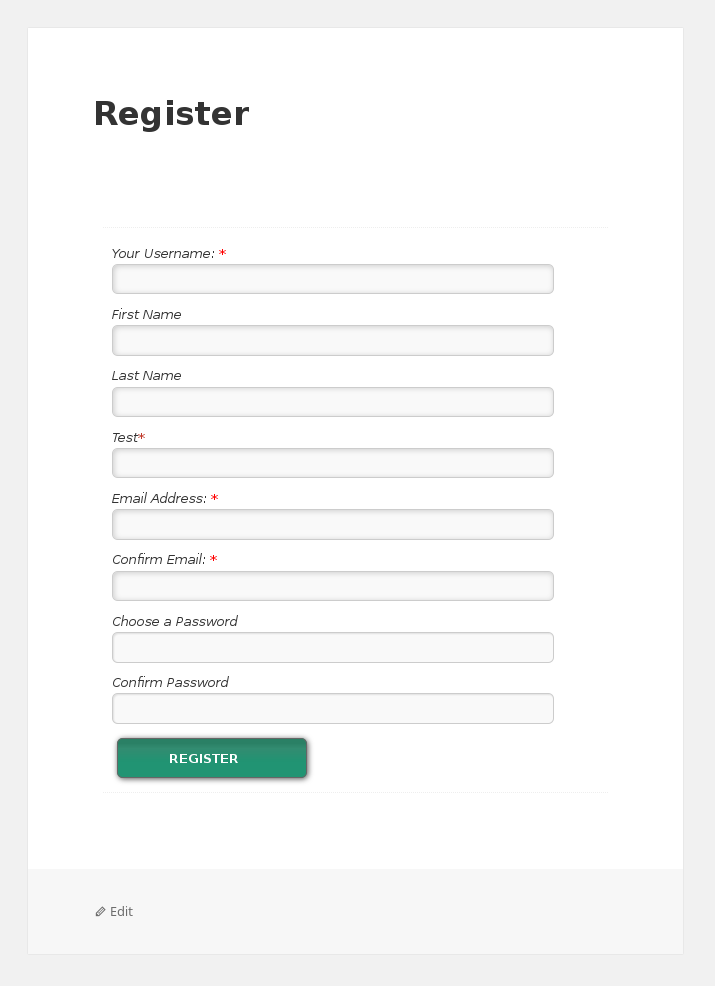 Register
Your Username: *
First Name
Last Name
Test*
Email Address: *
Confirm Email: *
Choose a Password
Confirm Password
REGISTER
Edit